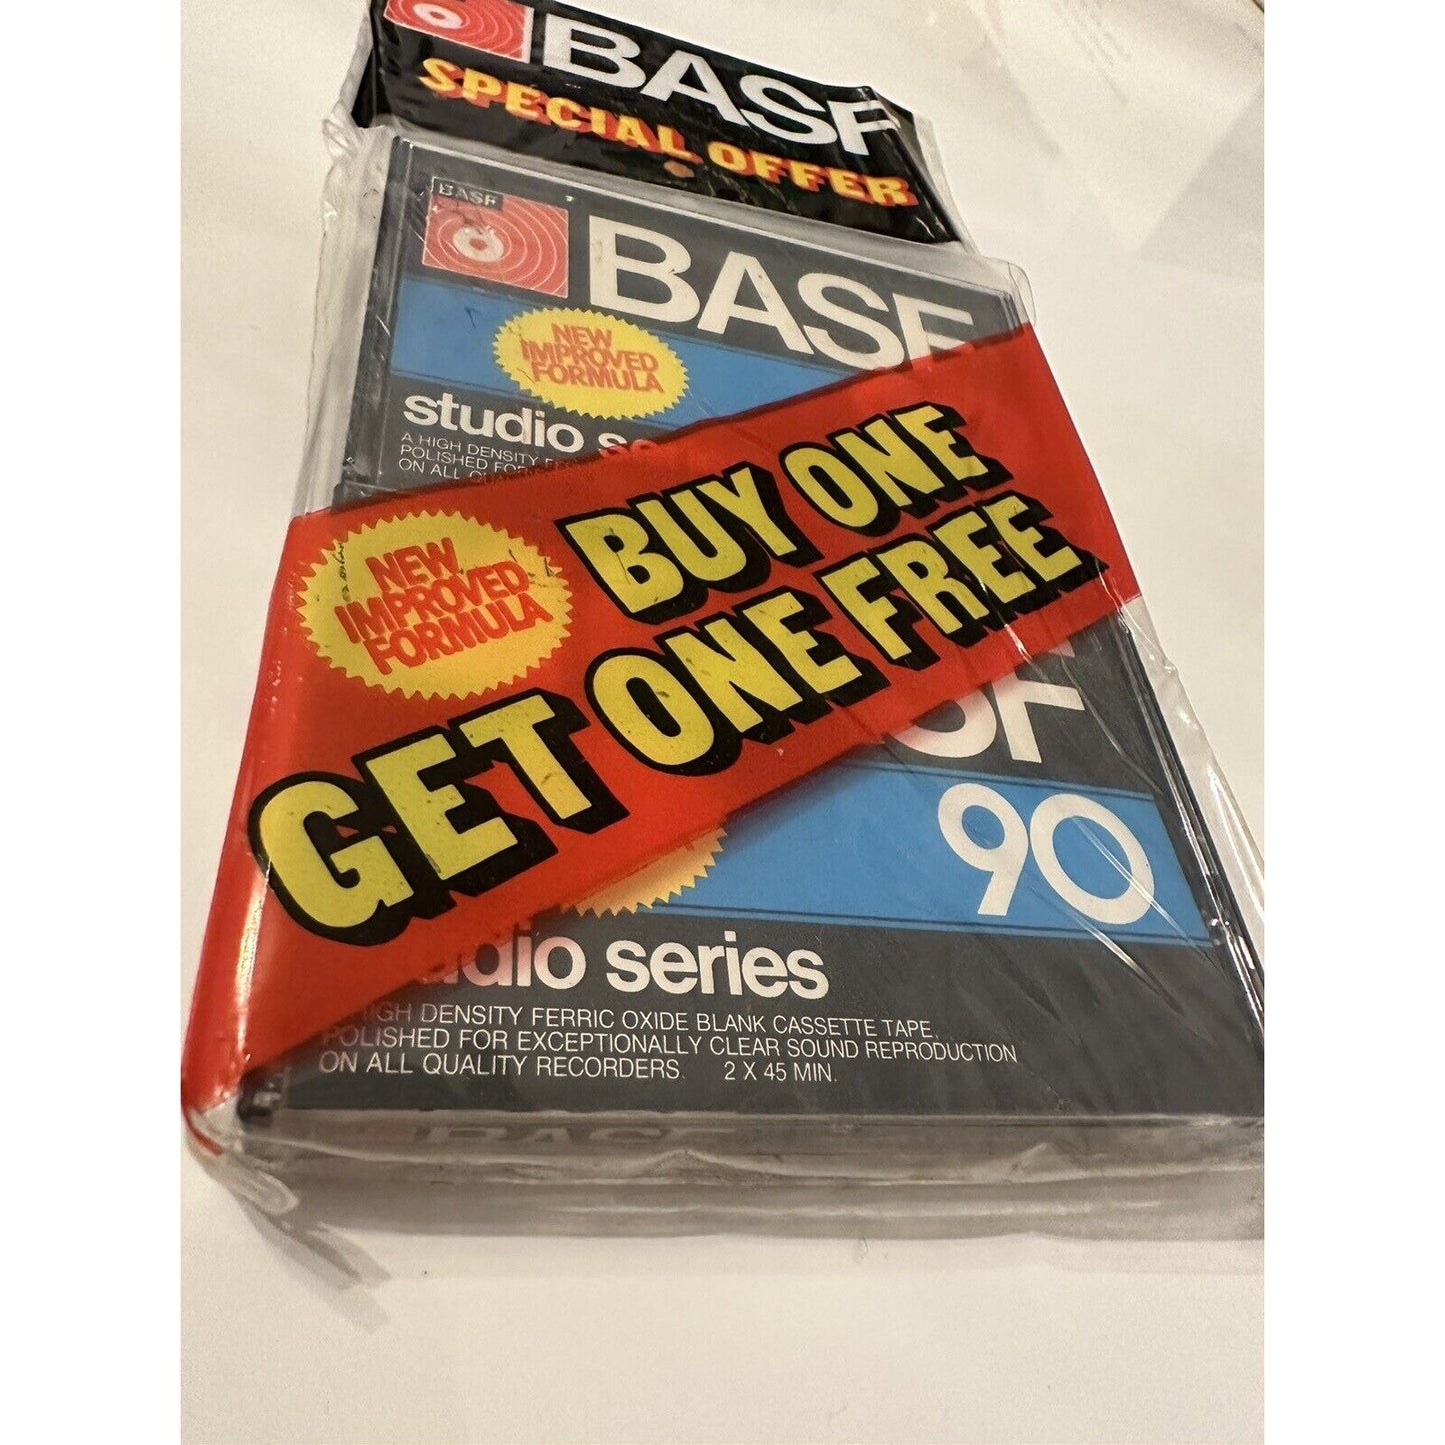 BASF
SPECIAL OFFER
BASF
BASF
NEW
IMPROVED
FORMULA
studio se
A HIGH DENSITY
POLISHED FOR
ON ALL
NEW
IMPROVED
FORMULA
BUY ONE
GET ONE FREE
SF
90
udio series
HIGH DENSITY FERRIC OXIDE BLANK CASSETTE TAPE
POLISHED FOR EXCEPTIONALLY CLEAR SOUND REPRODUCTION
ON ALL QUALITY RECORDERS. 2 X 45 MIN.
BASF